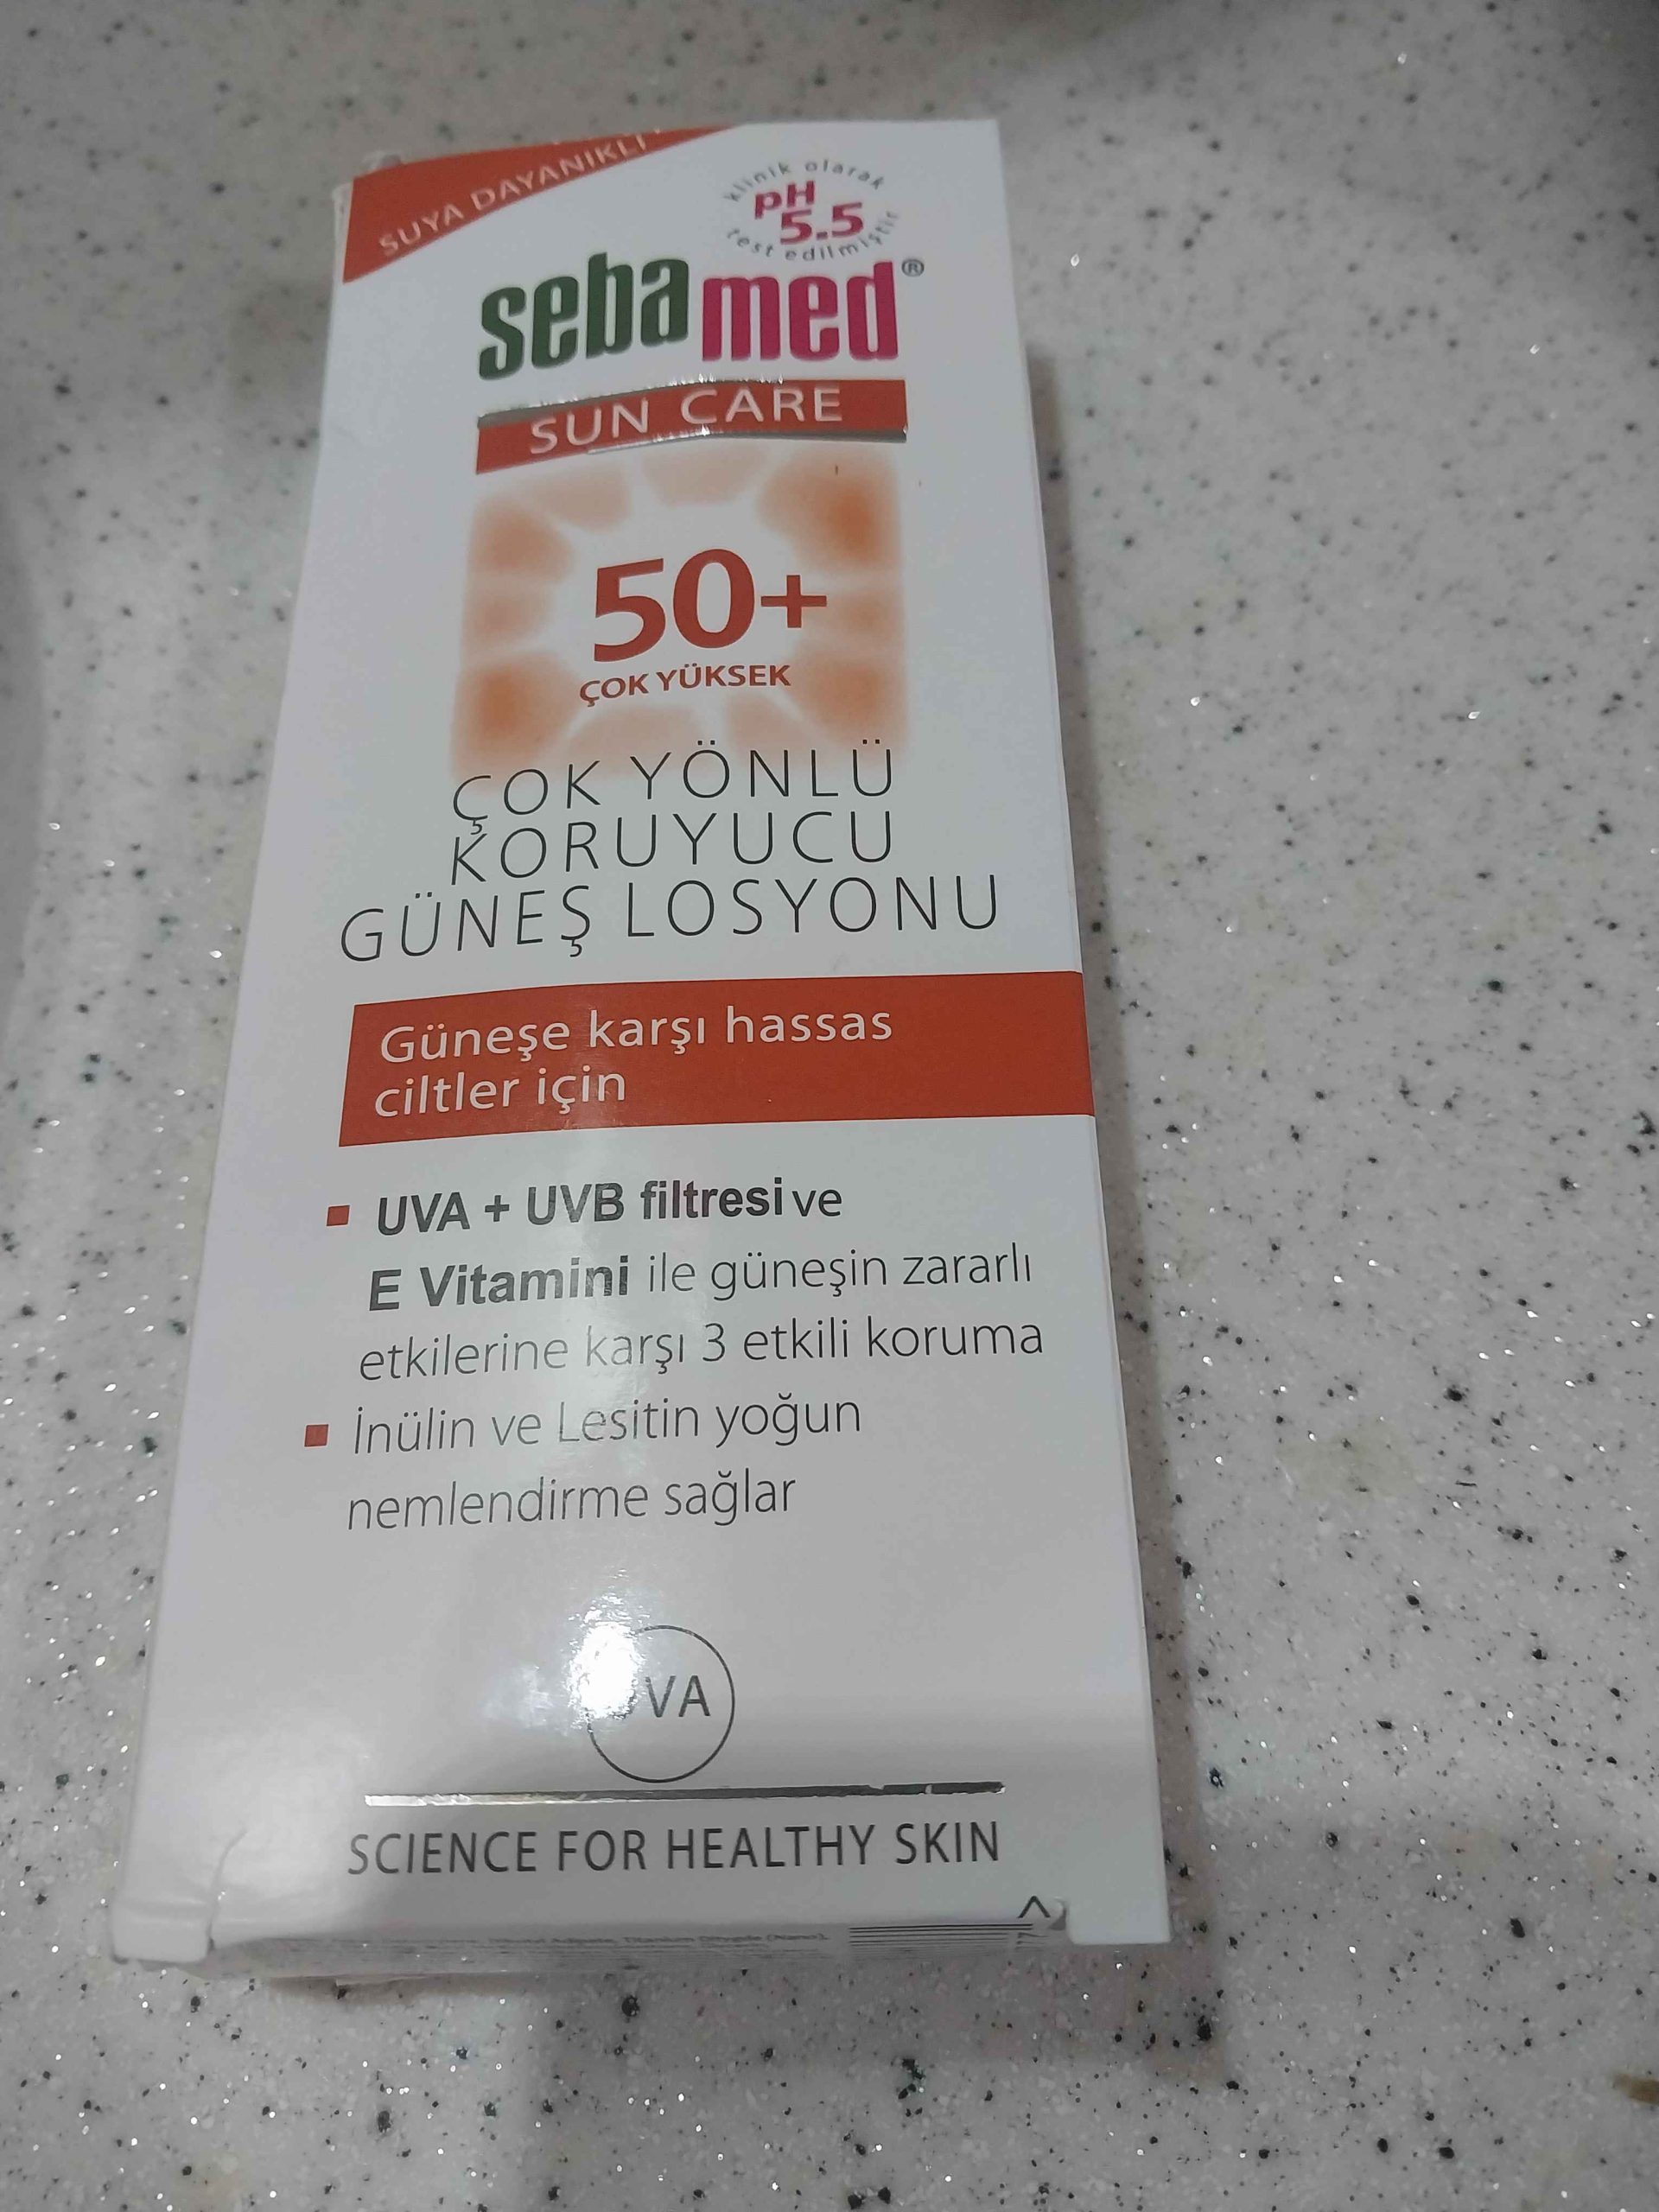 SUYA DAYANIKLI
klinik olarak
pH
5.5
test edilmiştir
sebamed®
SUN CARE
50+
ÇOK YÜKSEK
ÇOK YÖNLÜ
KORUYUCU
GÜNEŞ LOSYONU
Güneşe karşı hassas
ciltler için
UVA + UVB filtresi ve
E Vitamini ile güneşin zararlı
etkilerine karşı 3 etkili koruma
İnülin ve Lesitin yoğun
nemlendirme sağlar
UVA
SCIENCE FOR HEALTHY SKIN